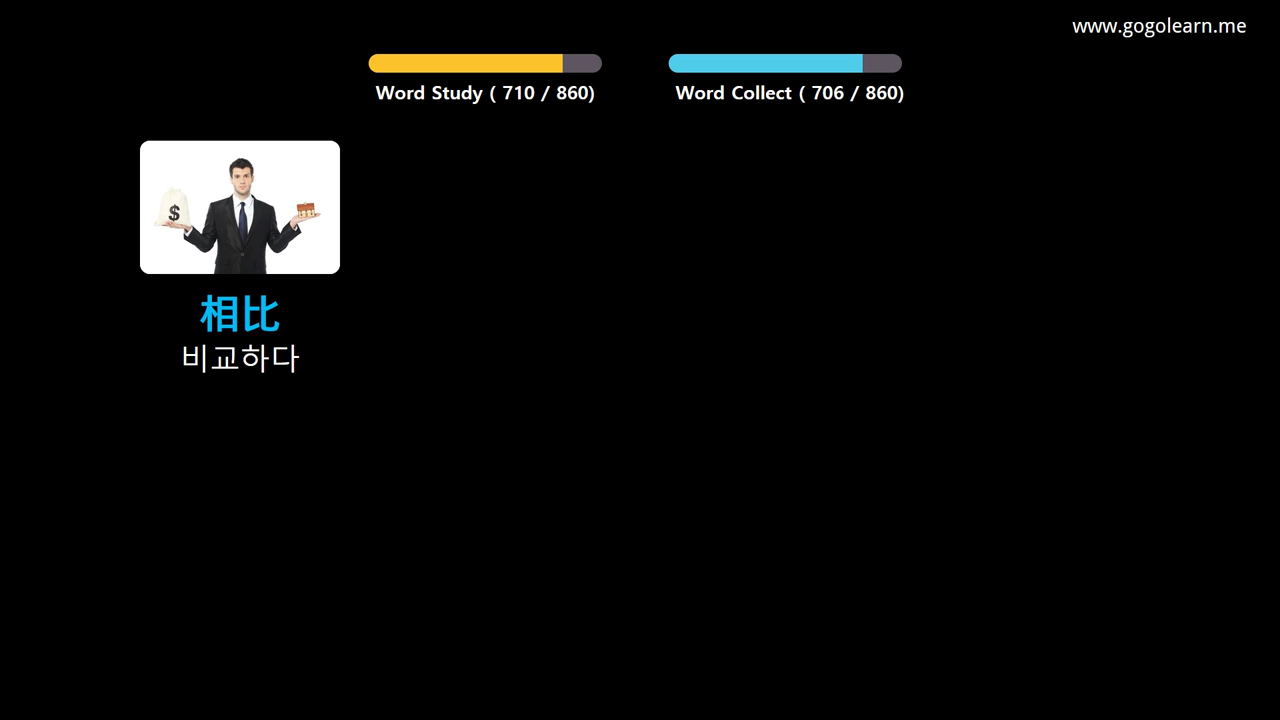 www.gogolearn.me
Word Study ( 710 / 860)
Word Collect ( 706 / 860)
$
相比
비교하다